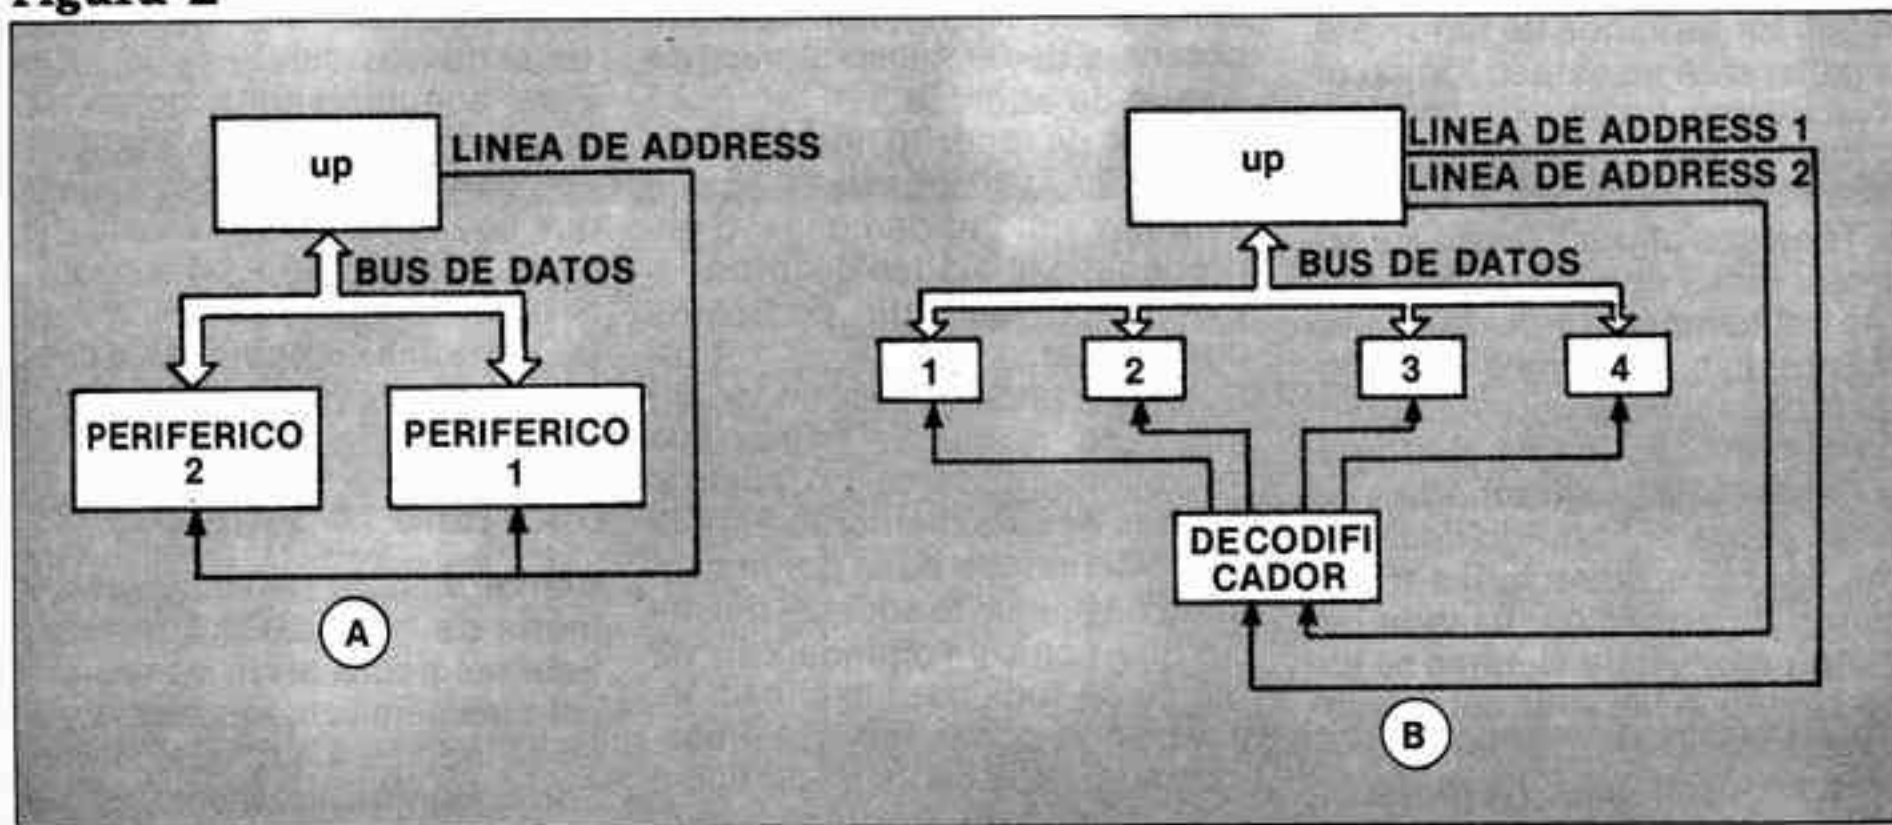 Figura 2
up
LINEA DE ADDRESS
BUS DE DATOS
PERIFERICO
2
PERIFERICO
1
A
up
LINEA DE ADDRESS 1
LINEA DE ADDRESS 2
BUS DE DATOS
1
2
3
4
DECODIFI
CADOR
B